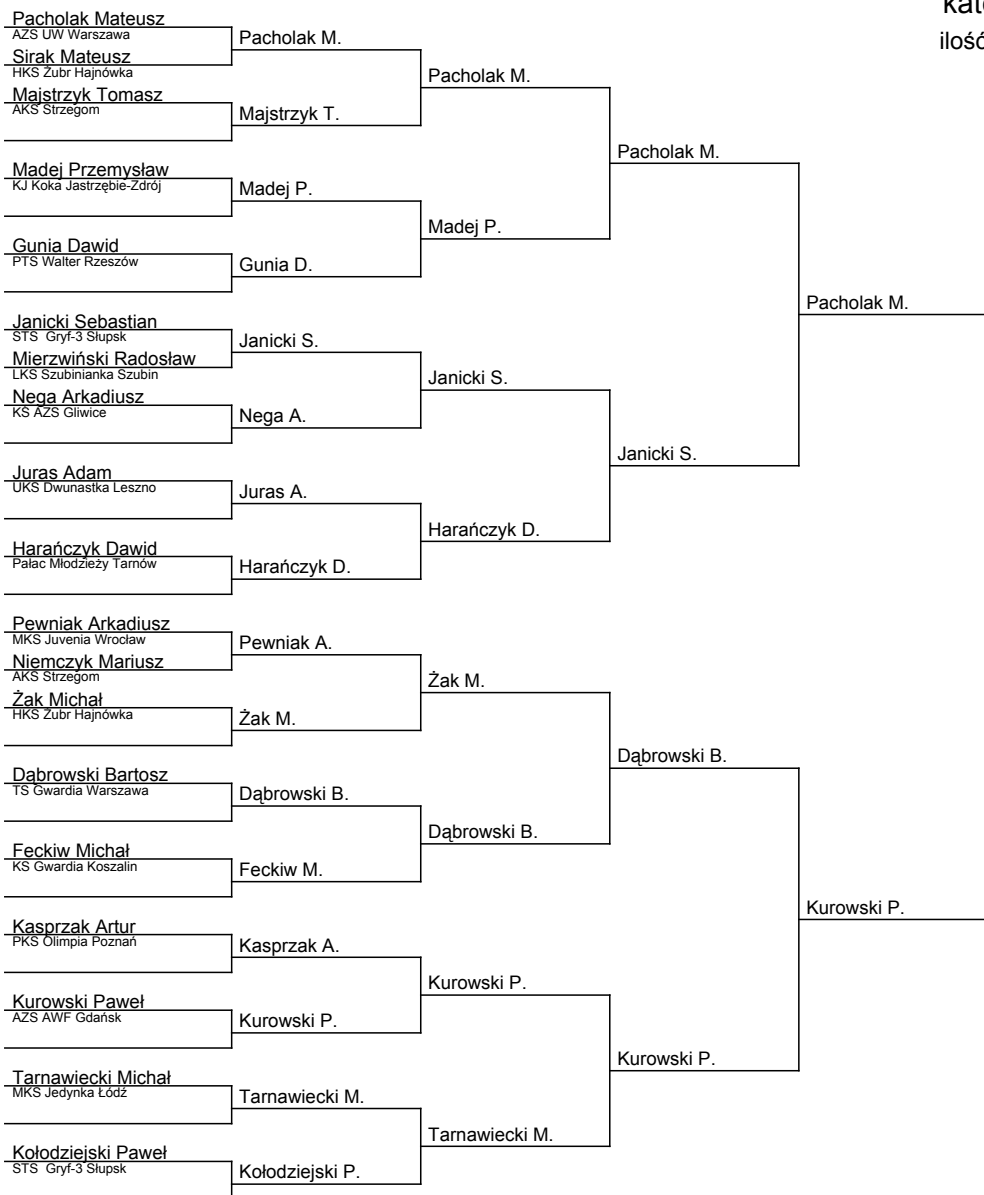 kate
ilość
Pacholak Mateusz
AZS UW Warszawa
Sirak Mateusz
HKS Żubr Hajnówka
Majstrzyk Tomasz
AKS Strzegom
Madej Przemysław
KJ Koka Jastrzębie-Zdrój
Gunia Dawid
PTS Walter Rzeszów
Janicki Sebastian
STS Gryf-3 Słupsk
Mierzwiński Radosław
LKS Szubinianka Szubin
Nega Arkadiusz
KŚ AZS Gliwice
Juras Adam
UKS Dwunastka Leszno
Harańczyk Dawid
Pałac Młodzieży Tarnów
Pewniak Arkadiusz
MKS Juvenia Wrocław
Niemczyk Mariusz
AKS Strzegom
Żak Michał
HKS Żubr Hajnówka
Dąbrowski Bartosz
TS Gwardia Warszawa
Feckiw Michał
KS Gwardia Koszalin
Kasprzak Artur
PKS Olimpia Poznań
Kurowski Paweł
AZS AWF Gdańsk
Tarnawiecki Michał
MKS Jedynka Łódź
Kołodziejski Paweł
STS Gryf-3 Słupsk
Pacholak M.
Majstrzyk T.
Madej P.
Gunia D.
Janicki S.
Nega A.
Juras A.
Harańczyk D.
Pewniak A.
Żak M.
Dąbrowski B.
Feckiw M.
Kasprzak A.
Kurowski P.
Tarnawiecki M.
Kołodziejski P.
Pacholak M.
Madej P.
Janicki S.
Harańczyk D.
Żak M.
Dąbrowski B.
Kurowski P.
Tarnawiecki M.
Pacholak M.
Janicki S.
Dąbrowski B.
Kurowski P.
Pacholak M.
Kurowski P.